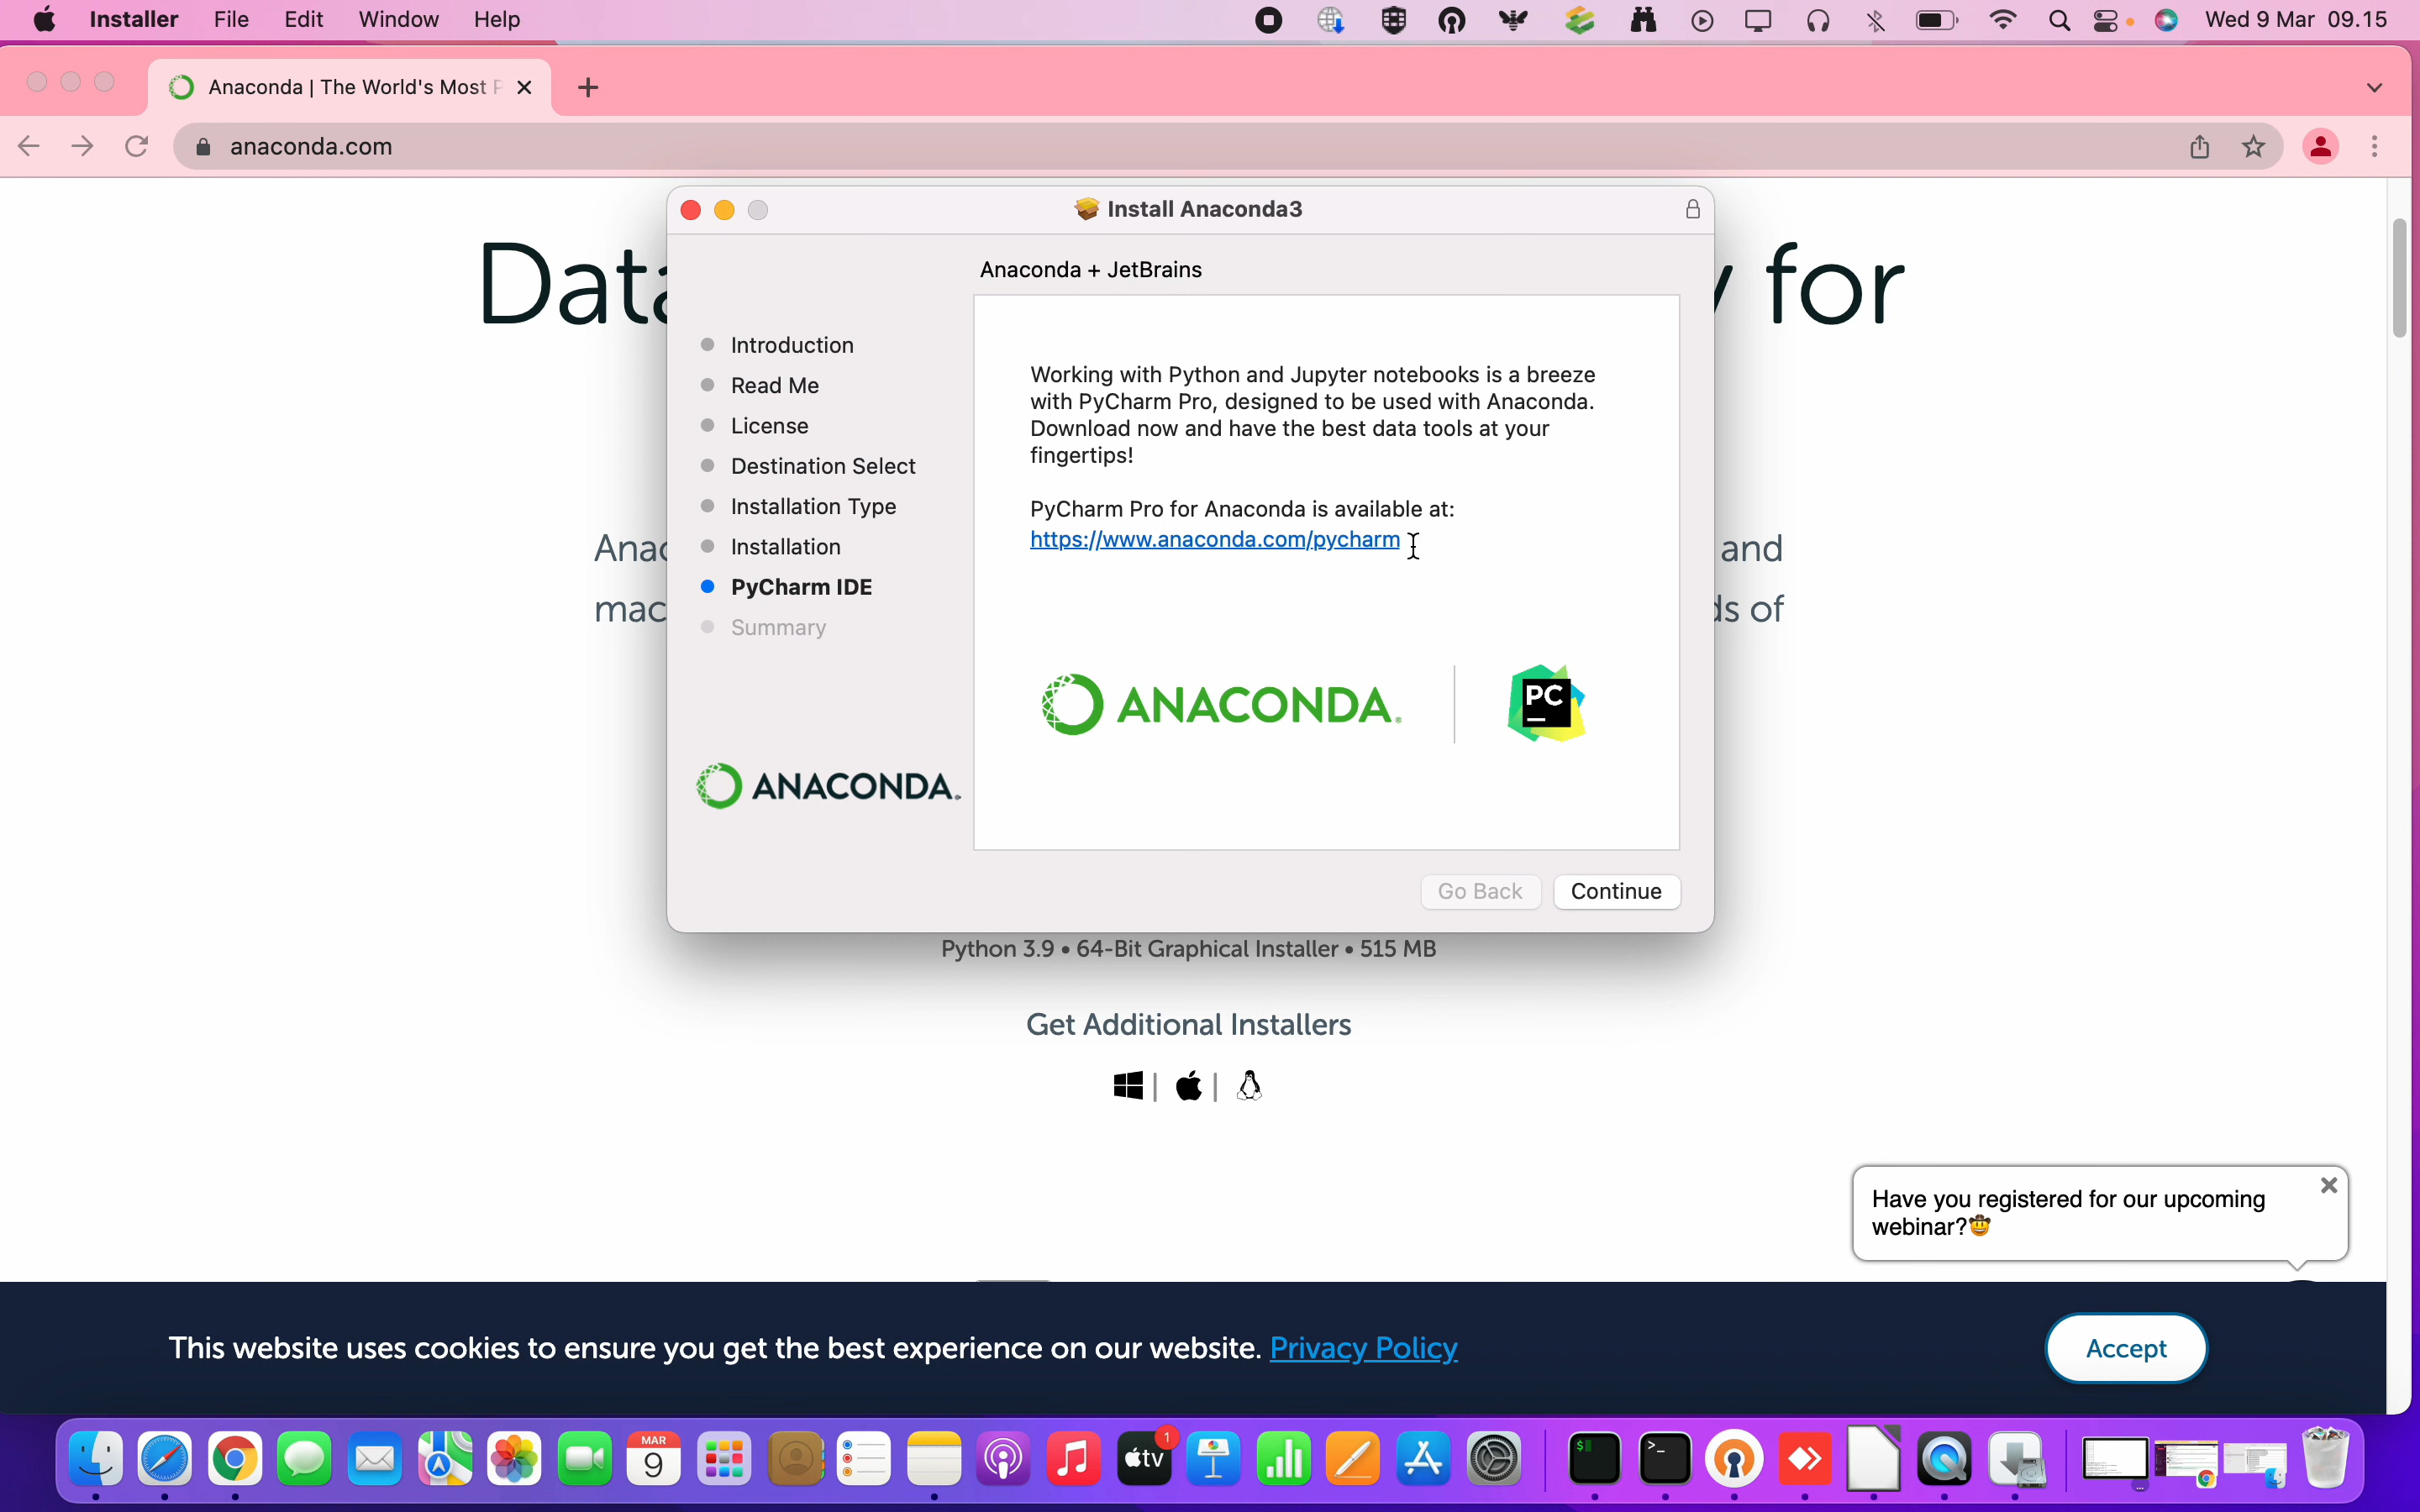 Installer File Edit Window Help
Wed 9 Mar 09.15
Anaconda | The World's Most P
anaconda.com
Install Anaconda3
Data
y for
Anac
and
mac
ds of
Anaconda + JetBrains
Introduction
Read Me
License
Destination Select
Installation Type
Installation
PyCharm IDE
Summary
ANACONDA.
Working with Python and Jupyter notebooks is a breeze
with PyCharm Pro, designed to be used with Anaconda.
Download now and have the best data tools at your
fingertips!
PyCharm Pro for Anaconda is available at:
https://www.anaconda.com/pycharm
ANACONDA.
PC
Go Back Continue
Python 3.9 • 64-Bit Graphical Installer • 515 MB
Get Additional Installers
Have you registered for our upcoming
webinar?🤠
This website uses cookies to ensure you get the best experience on our website. Privacy Policy
Accept
MAR
9
tv
1
$
>_